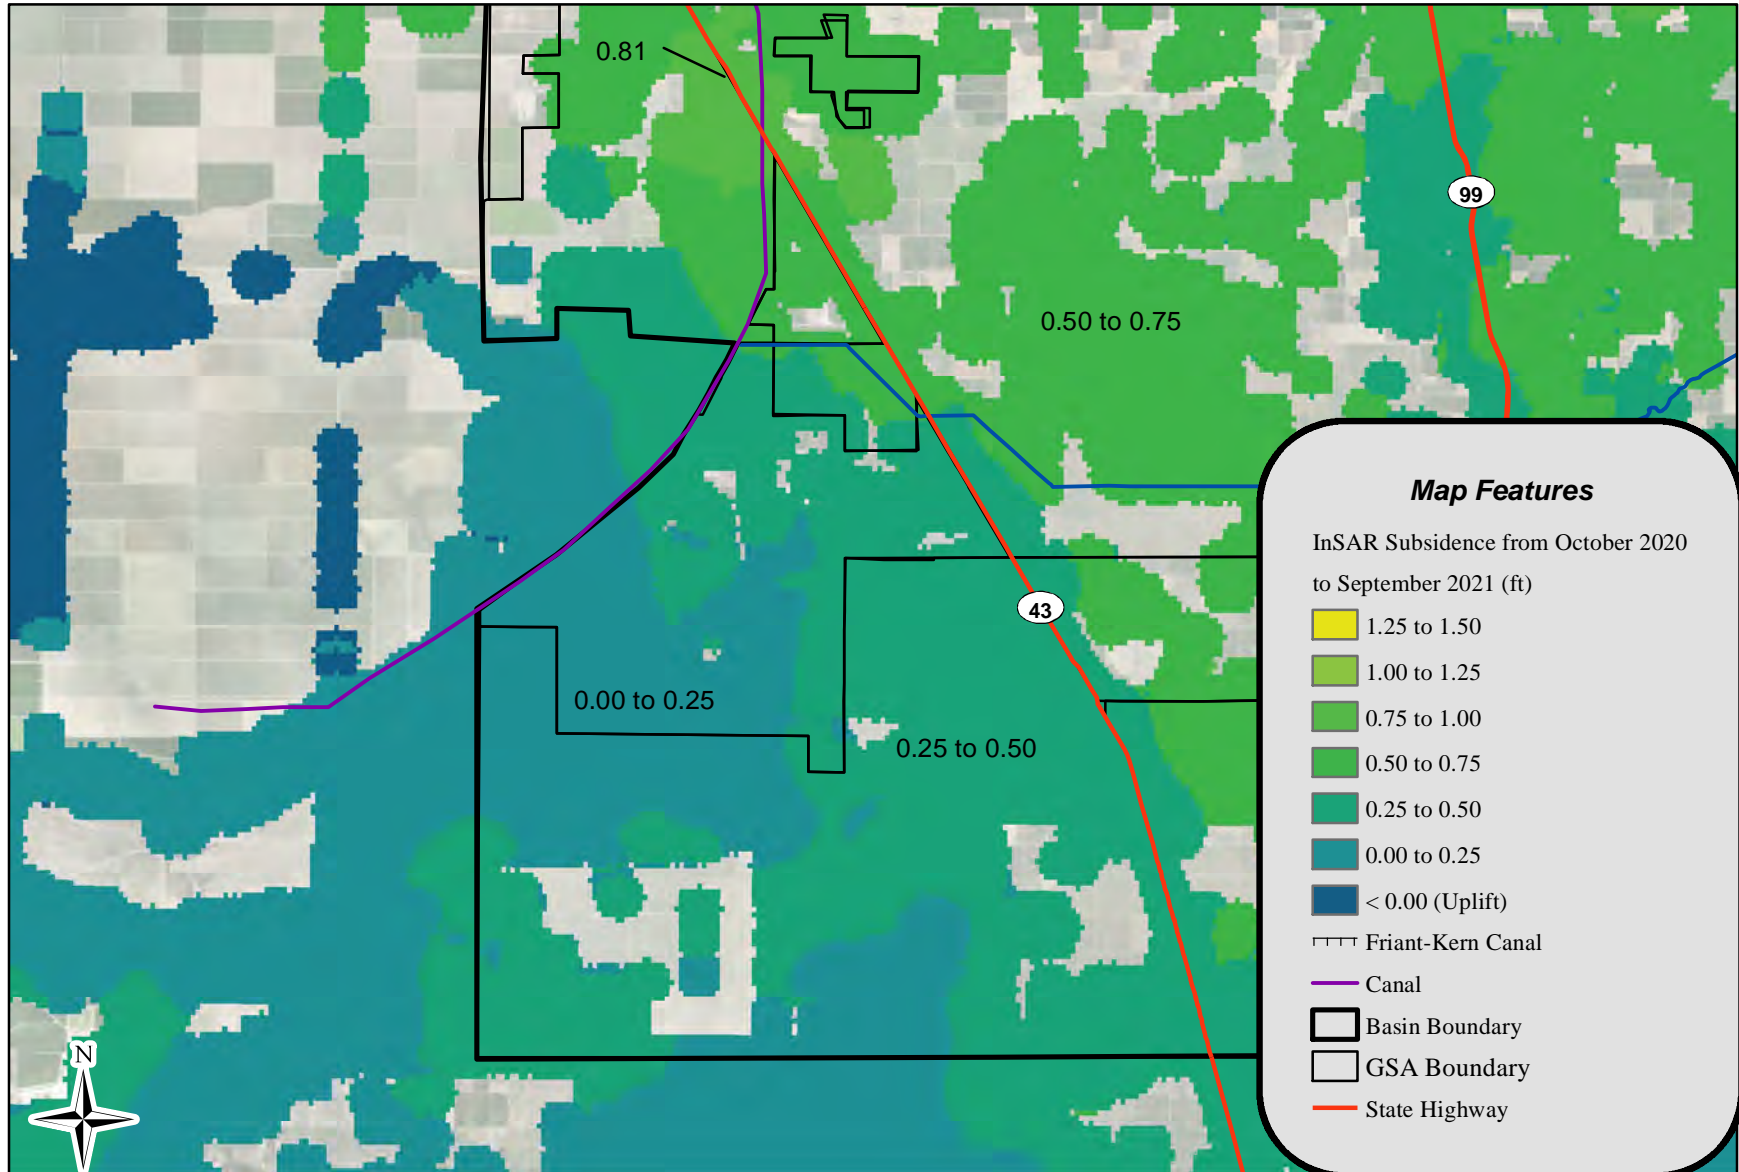 0.81
99
0.50 to 0.75
43
0.00 to 0.25
0.25 to 0.50
N
Map Features
InSAR Subsidence from October 2020
to September 2021 (ft)
1.25 to 1.50
1.00 to 1.25
0.75 to 1.00
0.50 to 0.75
0.25 to 0.50
0.00 to 0.25
< 0.00 (Uplift)
Friant-Kern Canal
Canal
Basin Boundary
GSA Boundary
State Highway